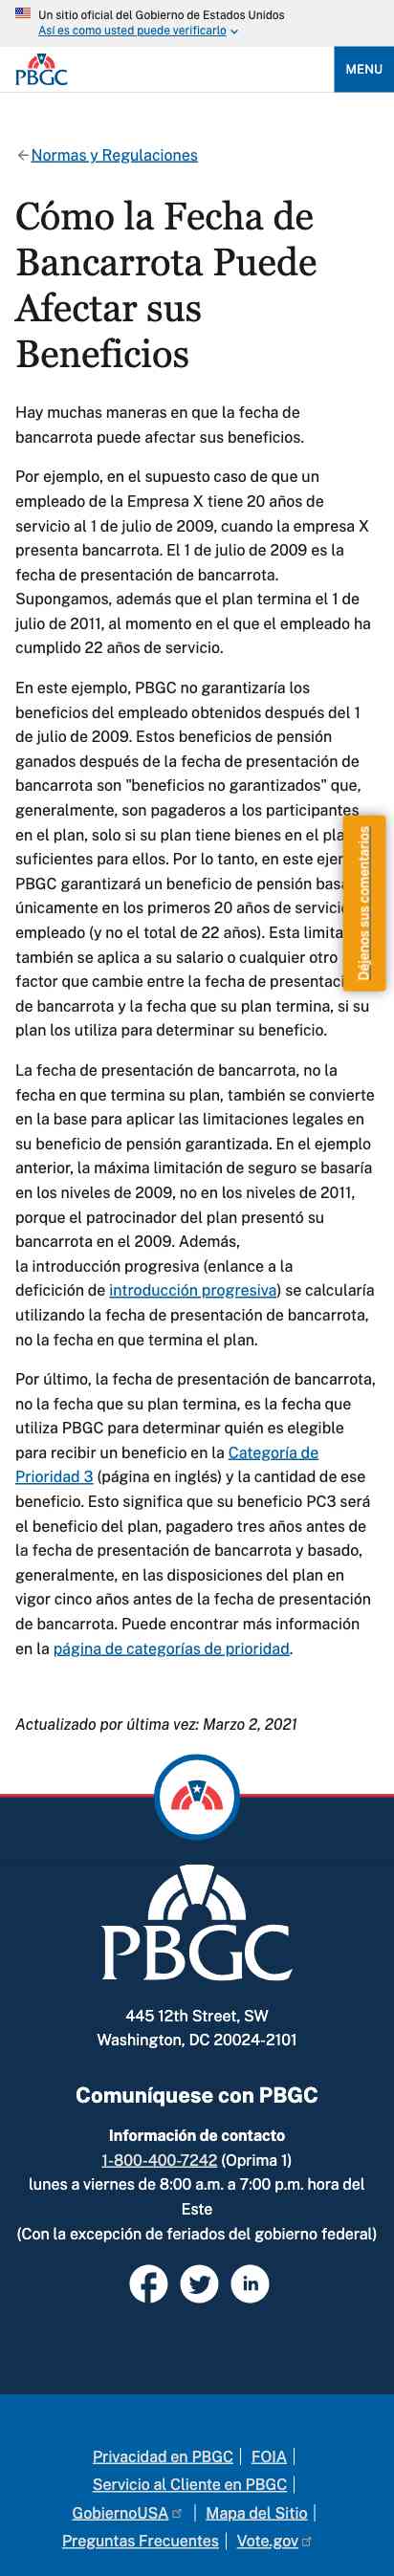 Un sitio oficial del Gobierno de Estados Unidos
Así es como usted puede verificarlo
PBGC
MENU
Normas y Regulaciones
Cómo la Fecha de
Bancarrota Puede
Afectar sus
Beneficios
Hay muchas maneras en que la fecha de
bancarrota puede afectar sus beneficios.
Por ejemplo, en el supuesto caso de que un
empleado de la Empresa X tiene 20 años de
servicio al 1 de julio de 2009, cuando la empresa X
presenta bancarrota. El 1 de julio de 2009 es la
fecha de presentación de bancarrota.
Supongamos, además que el plan termina el 1 de
julio de 2011, al momento en el que el empleado ha
cumplido 22 años de servicio.
En este ejemplo, PBGC no garantizaría los
beneficios del empleado obtenidos después del 1
de julio de 2009. Estos beneficios de pensión
ganados después de la fecha de presentación de
bancarrota son "beneficios no garantizados" que,
generalmente, son pagaderos a los participantes
en el plan, solo si su plan tiene bienes en el
suficientes para ellos. Por lo tanto, en este
PBGC garantizará un beneficio de pensión
únicamente en los primeros 20 años de
empleado (y no el total de 22 años). Esta
también se aplica a su salario o cualquier otro
factor que cambie entre la fecha de
de bancarrota y la fecha que su plan termina, si su
plan los utiliza para determinar su beneficio.
Déjenos sus comentarios
La fecha de presentación de bancarrota, no la
fecha en que termina su plan, también se convierte
en la base para aplicar las limitaciones legales en
su beneficio de pensión garantizada. En el ejemplo
anterior, la máxima limitación de seguro se basaría
en los niveles de 2009, no en los niveles de 2011,
porque el patrocinador del plan presentó su
bancarrota en el 2009. Además,
la introducción progresiva (enlance a la
deficición de introducción progresiva) se calcularía
utilizando la fecha de presentación de bancarrota,
no la fecha en que termina el plan.
Por último, la fecha de presentación de bancarrota,
no la fecha que su plan termina, es la fecha que
utiliza PBGC para determinar quién es elegible
para recibir un beneficio en la Categoría de
Prioridad 3 (página en inglés) y la cantidad de ese
beneficio. Esto significa que su beneficio PC3 será
el beneficio del plan, pagadero tres años antes de
la fecha de presentación de bancarrota y basado,
generalmente, en las disposiciones del plan en
vigor cinco años antes de la fecha de presentación
de bancarrota. Puede encontrar más información
en la página de categorías de prioridad.
Actualizado por última vez: Marzo 2, 2021
PBGC
445 12th Street, SW
Washington, DC 20024-2101
Comuníquese con PBGC
Información de contacto
1-800-400-7242 (Oprima 1)
lunes a viernes de 8:00 a.m. a 7:00 p.m. hora del
Este
(Con la excepción de feriados del gobierno federal)
Privacidad en PBGC | FOIA |
Servicio al Cliente en PBGC |
GobiernoUSA | Mapa del Sitio |
Preguntas Frecuentes | Vote.gov